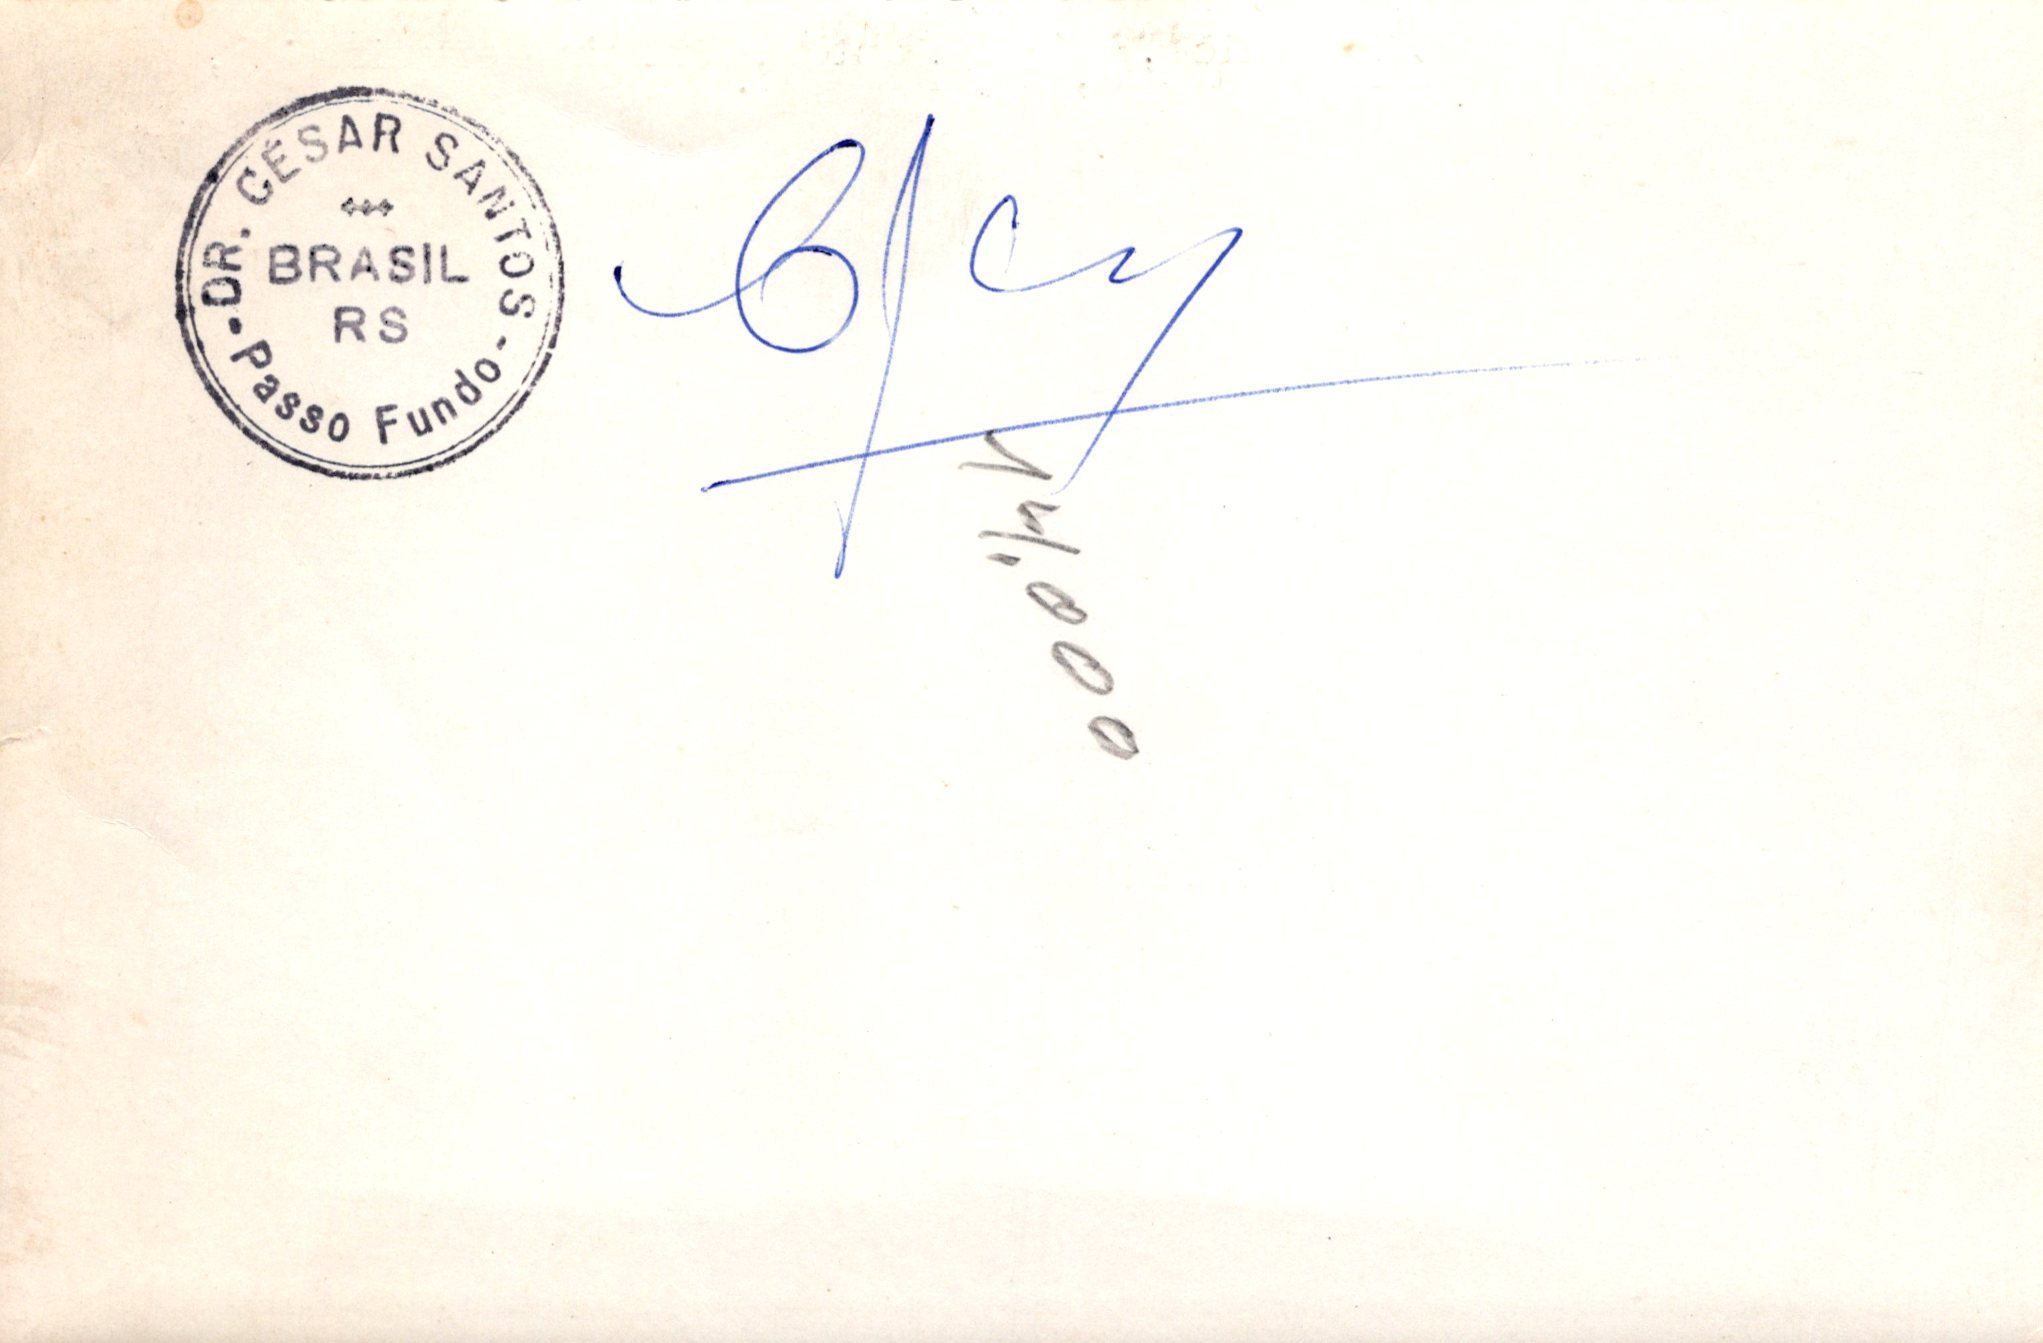 -DR. CÉSAR SANTOS-
BRASIL
RS
Passo Fundo
14.000